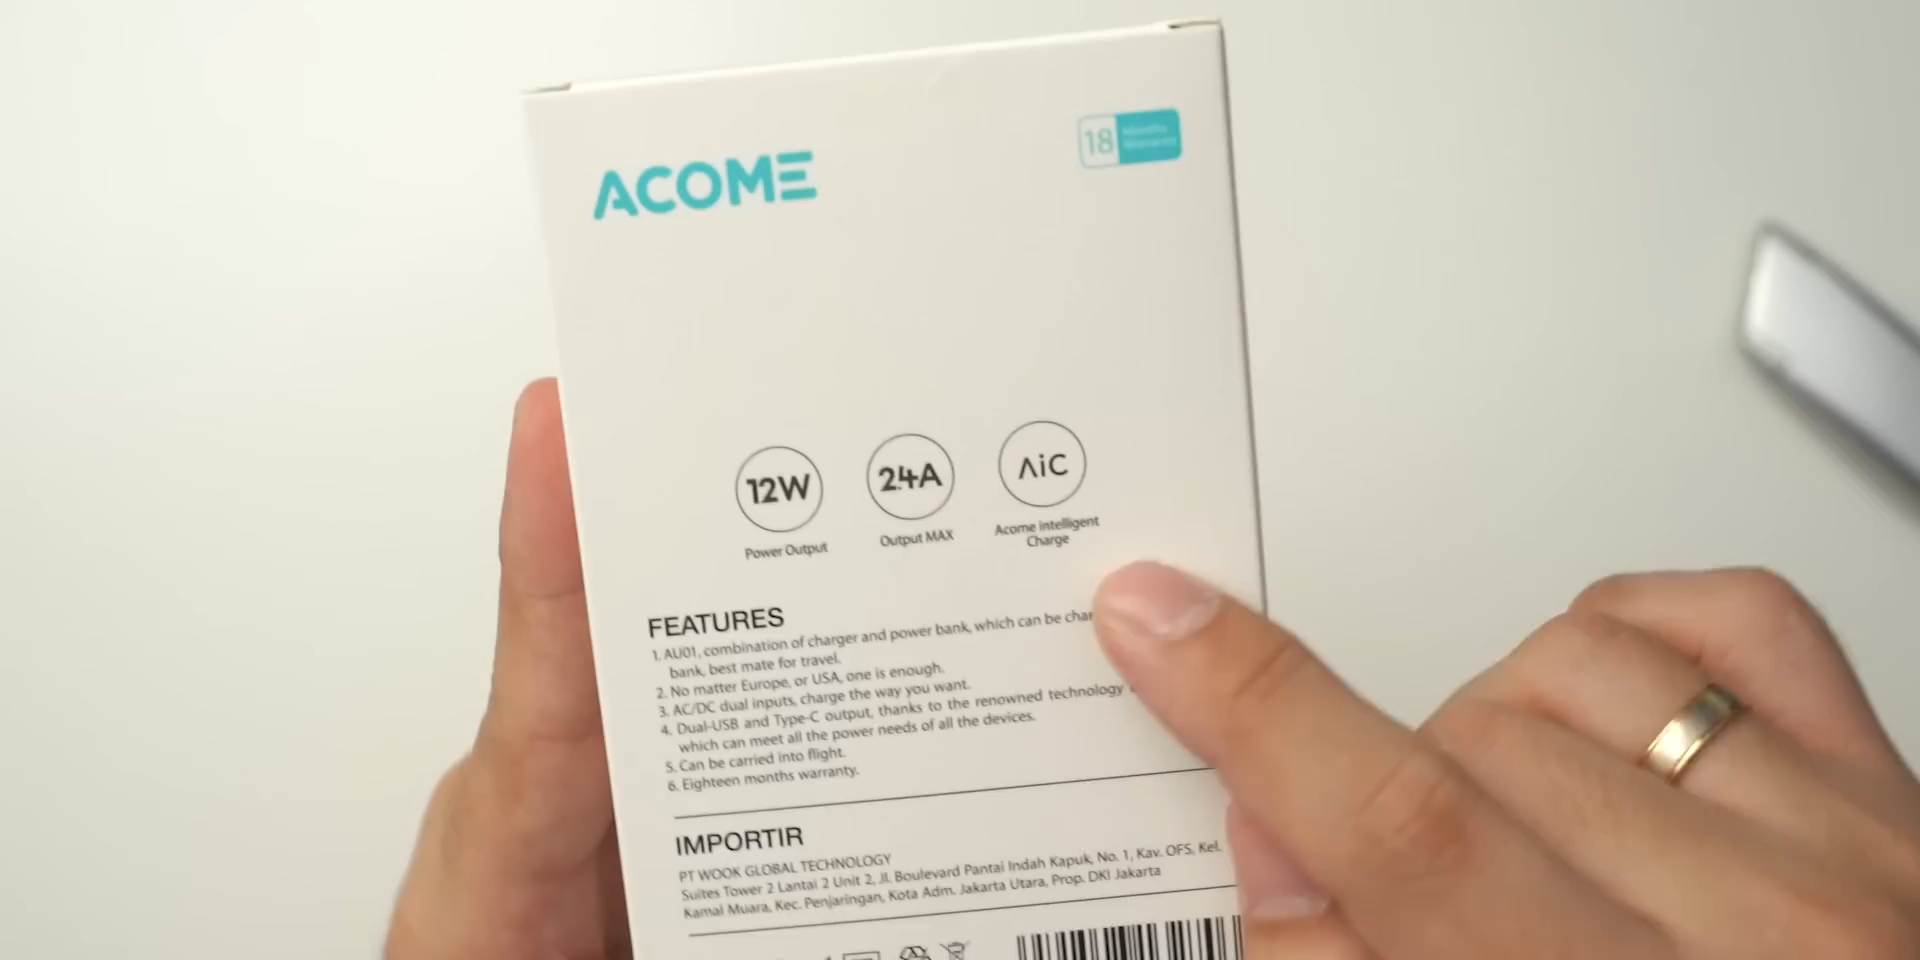 ACOME
18 Months
Warranty
12W
2.4A
AiC
Power Output
Output MAX
Acome intelligent
Charge
FEATURES
1. AU01, combination of charger and power bank, which can be char
bank, best mate for travel.
2. No matter Europe, or USA, one is enough.
3. AC/DC dual inputs, charge the way you want.
4. Dual-USB and Type-C output, thanks to the renowned technology
which can meet all the power needs of all the devices.
5. Can be carried into flight.
6. Eighteen months warranty.
IMPORTIR
PT WOOK GLOBAL TECHNOLOGY
Suites Tower 2 Lantai 2 Unit 2, Jl. Boulevard Pantai Indah Kapuk, No. 1, Kav. OFS, Kel.
Kamal Muara, Kec. Penjaringan, Kota Adm. Jakarta Utara, Prop. DKI Jakarta